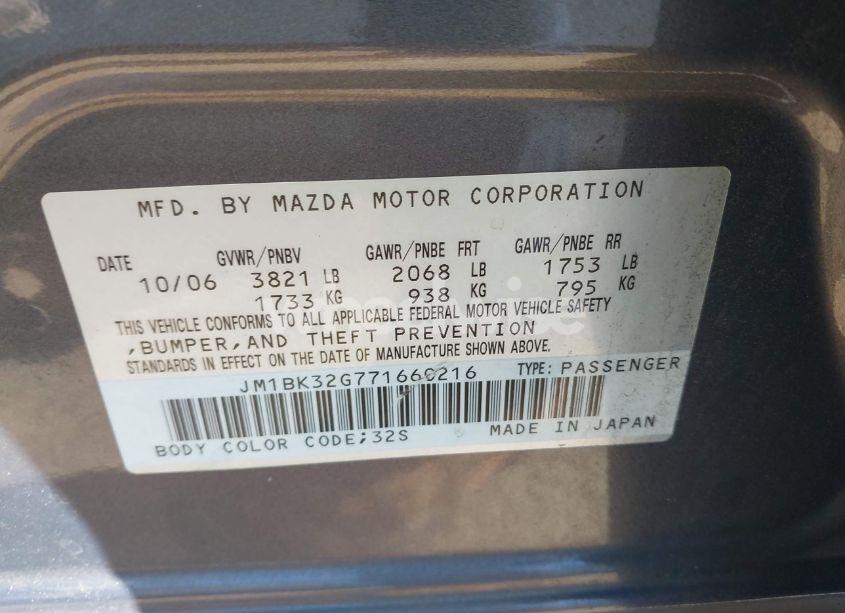 MFD. BY MAZDA MOTOR CORPORATION
DATE GVWR/PNBV GAWR/PNBE FRT GAWR/PNBE RR
10/06 3821 LB 2068 LB 1753 LB
1733 KG 938 KG 795 KG
THIS VEHICLE CONFORMS TO ALL APPLICABLE FEDERAL MOTOR VEHICLE SAFETY
,BUMPER,AND THEFT PREVENTION
STANDARDS IN EFFECT ON THE DATE OF MANUFACTURE SHOWN ABOVE.
JM1BK32G771660216 TYPE: PASSENGER
BODY COLOR CODE;32S MADE IN JAPAN